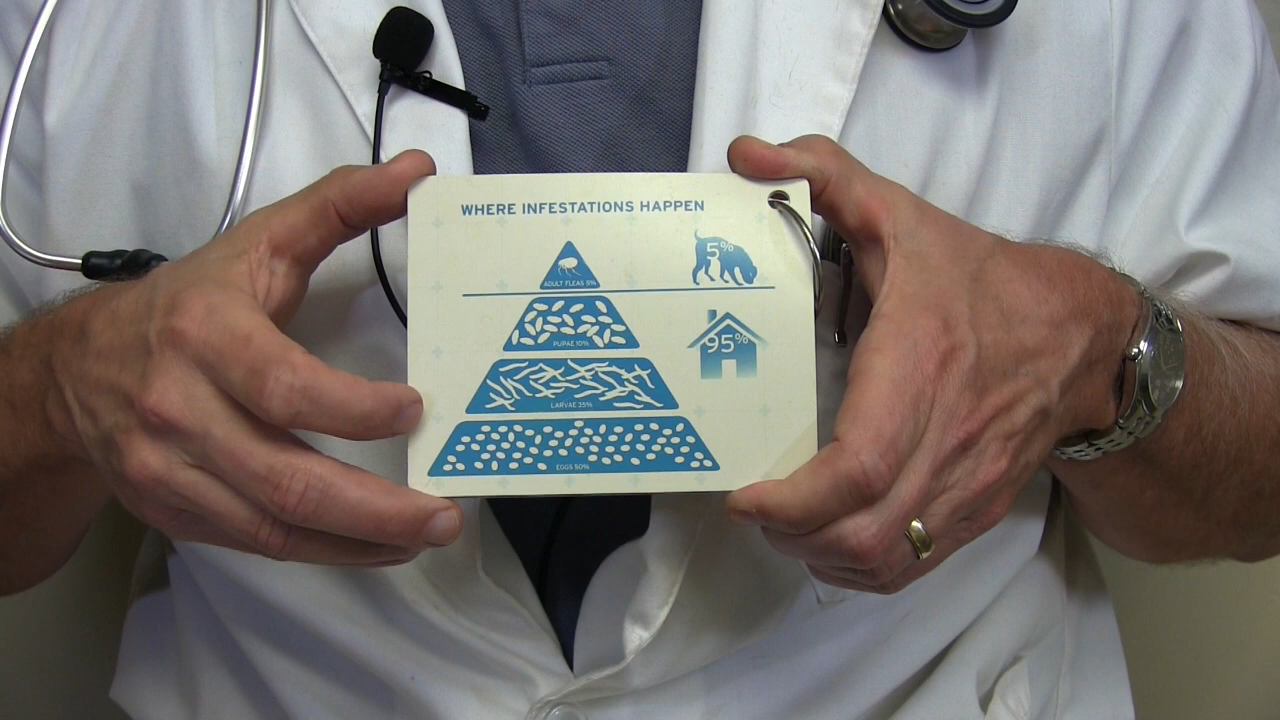 WHERE INFESTATIONS HAPPEN
5%
ADULT FLEAS 5%
PUPAE 10%
95%
LARVAE 35%
EGGS 50%